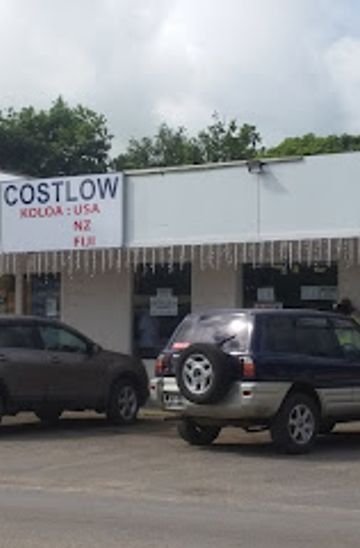 COSTLOW
KOLOA : USA
NZ
FIJI